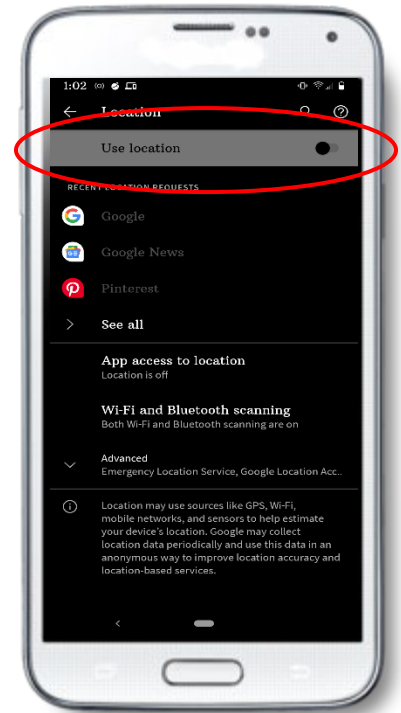 1:02
Location
Use location
RECENT LOCATION REQUESTS
Google
Google News
Pinterest
See all
App access to location
Location is off
Wi-Fi and Bluetooth scanning
Both Wi-Fi and Bluetooth scanning are on
Advanced
Emergency Location Service, Google Location Acc..
Location may use sources like GPS, Wi-Fi,
mobile networks, and sensors to help estimate
your device's location. Google may collect
location data periodically and use this data in an
anonymous way to improve location accuracy and
location-based services.